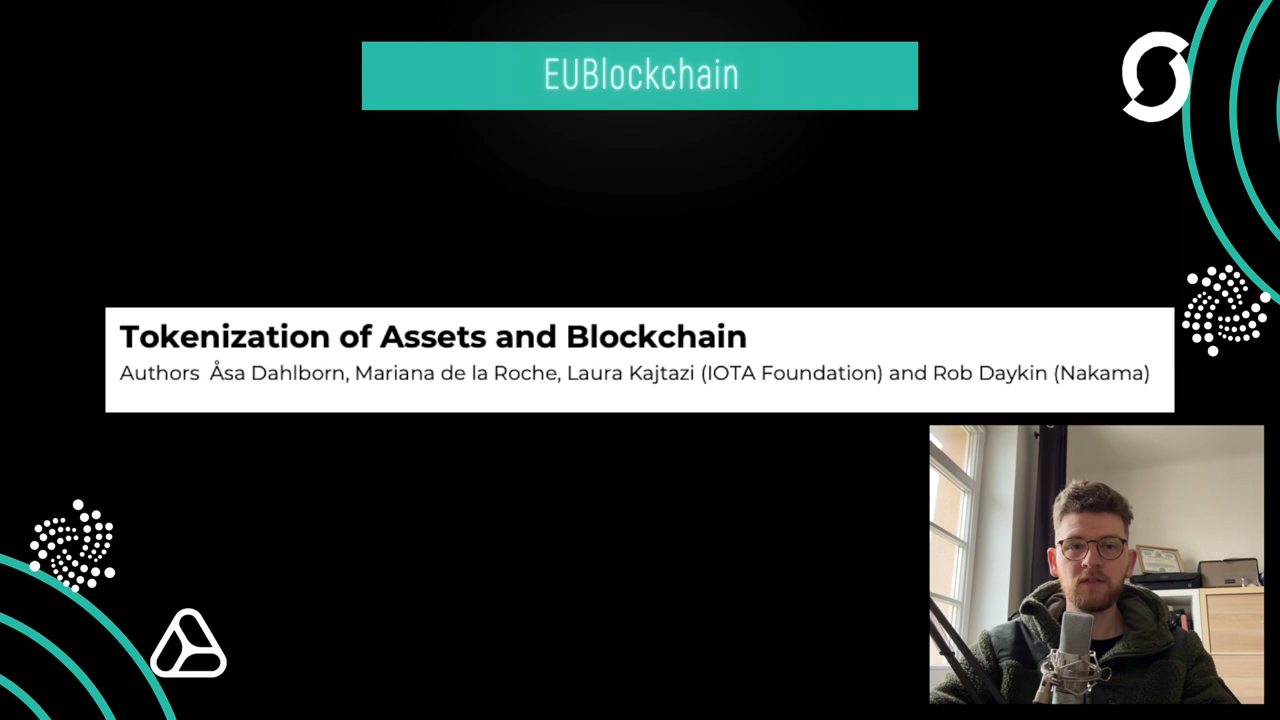 EUBlockchain
Tokenization of Assets and Blockchain
Authors Åsa Dahlborn, Mariana de la Roche, Laura Kajtazi (IOTA Foundation) and Rob Daykin (Nakama)